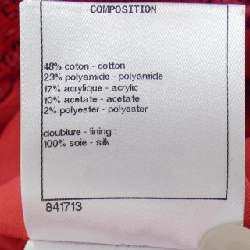 COMPOSITION
48% coton - cotton
23% polyamide - polyamide
17% acrylique - acrylic
10% acetate - acetate
2% polyester - polyester
doublure - lining :
100% soie - silk
841713